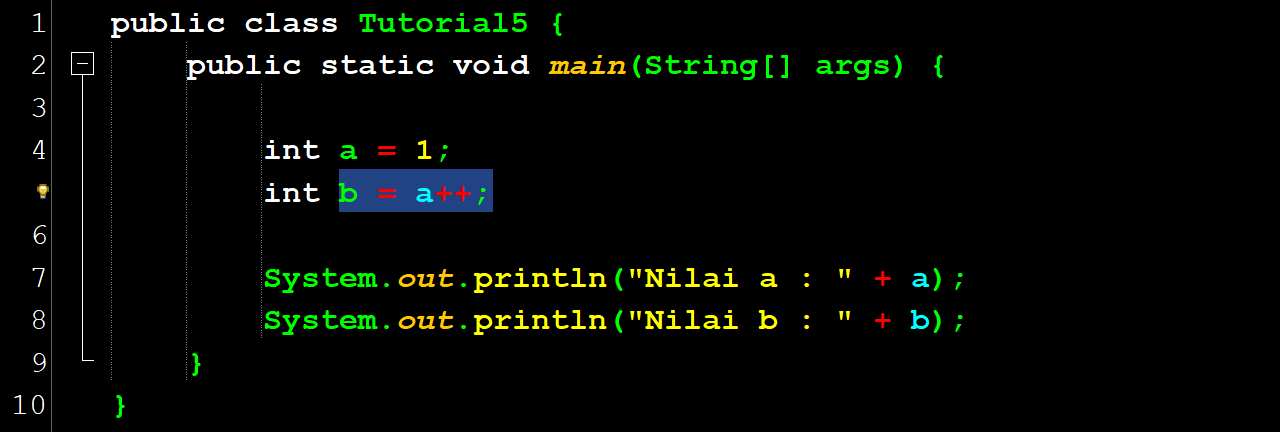 1 public class Tutorial5 {
2 public static void main(String[] args) {
3
4 int a = 1;
int b = a++;
6
7 System.out.println("Nilai a : " + a);
8 System.out.println("Nilai b : " + b);
9 }
10 }